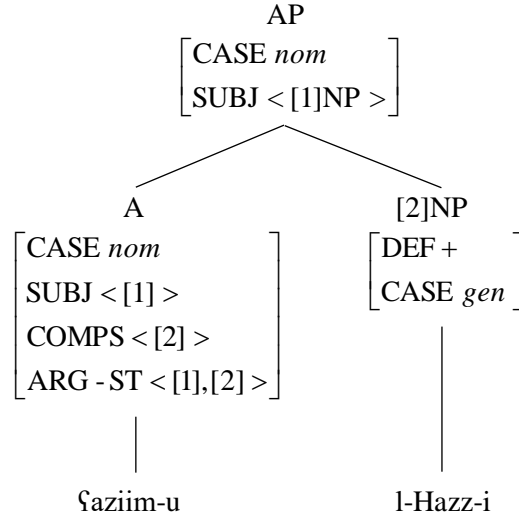 AP
CASE nom
SUBJ < [1]NP >
A [2]NP
CASE nom DEF +
SUBJ < [1] > CASE gen
COMPS < [2] >
ARG - ST < [1],[2] >
ʕaziim-u l-Hazz-i